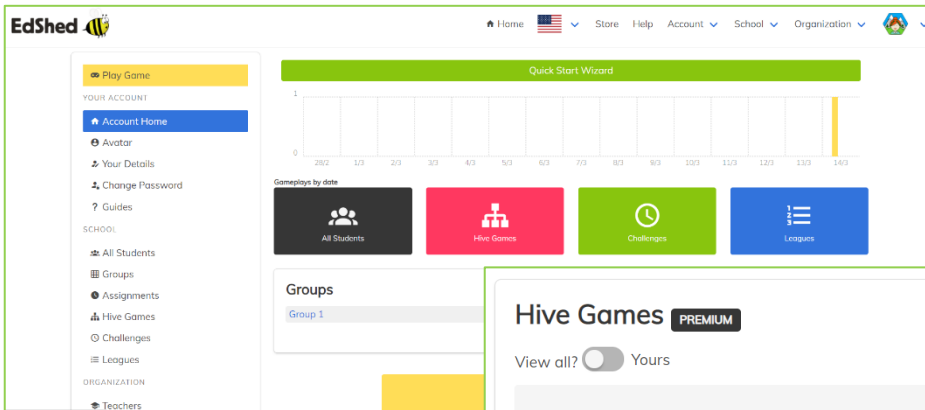 EdShed
Home Store Help Account School Organization
Play Game
YOUR ACCOUNT
Account Home
Avatar
Your Details
Change Password
? Guides
SCHOOL
All Students
Groups
Assignments
Hive Games
Challenges
Leagues
ORGANIZATION
Teachers
Quick Start Wizard
1
0
28/2 1/3 2/3 3/3 4/3 5/3 6/3 7/3 8/3 9/3 10/3 11/3 12/3 13/3 14/3
Gameplays by date
All Students
Hive Games
Challenges
1 2 3
Leagues
Groups
Group 1
Hive Games PREMIUM
View all? Yours